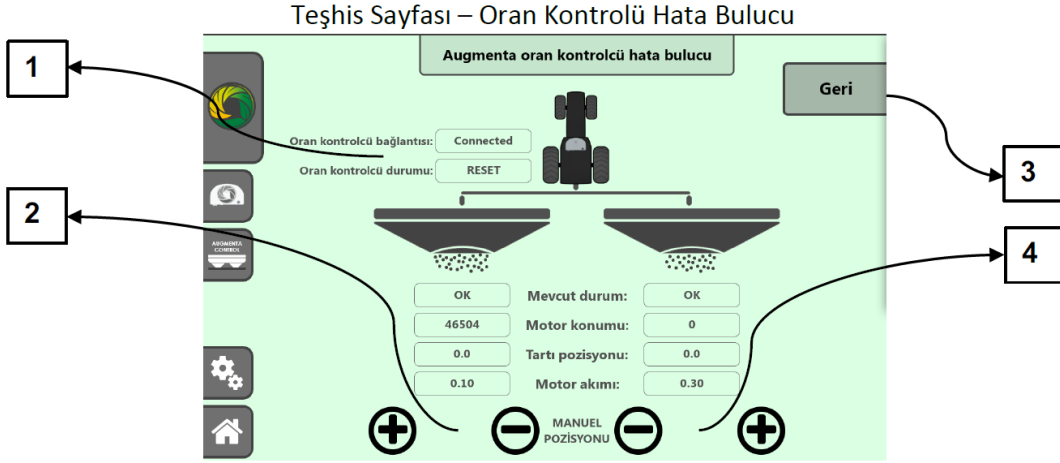 Teşhis Sayfası – Oran Kontrolü Hata Bulucu
1
Augmenta oran kontrolcü hata bulucu
Geri
Oran kontrolcü bağlantısı: Connected
Oran kontrolcü durumu: RESET
3
2
AUGMENTA
CONTROL
4
OK Mevcut durum: OK
46504 Motor konumu: 0
0.0 Tartı pozisyonu: 0.0
0.10 Motor akımı: 0.30
MANUEL
POZİSYONU